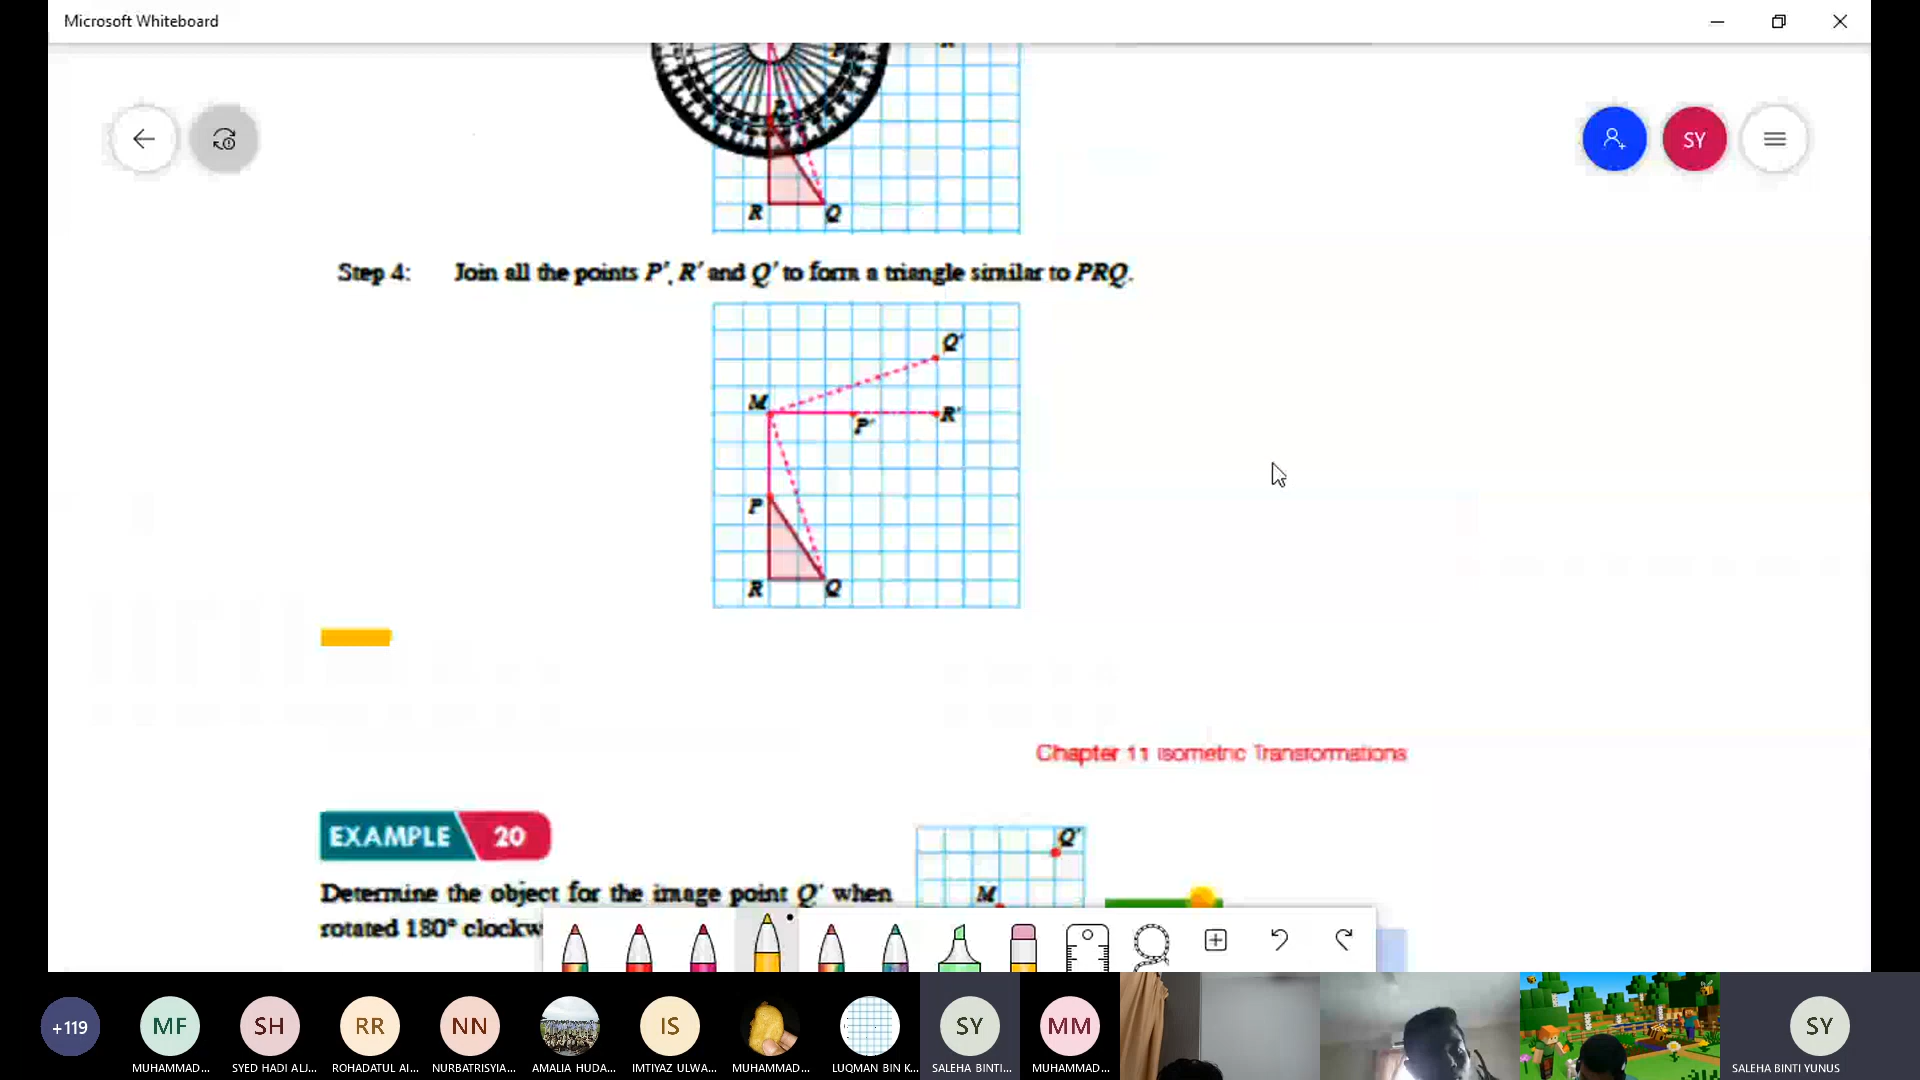 Microsoft Whiteboard
SY
P
R
Q
Step 4: Join all the points P′, R′ and Q′ to form a triangle similar to PRQ.
Q′
M
R′
P′
P
R
Q
Chapter 11 Isometric Transformations
EXAMPLE 20
Q′
Determine the object for the image point Q′ when
M
rotated 180° clockw
+119
MF
SH
RR
NN
IS
SY
MM
SY
MUHAMMAD...
SYED HADI ALJ...
ROHADATUL AI...
NURBATRISYIA...
AMALIA HUDA...
IMTIYAZ ULWA...
MUHAMMAD...
LUQMAN BIN K...
SALEHA BINTI...
MUHAMMAD...
SALEHA BINTI YUNUS